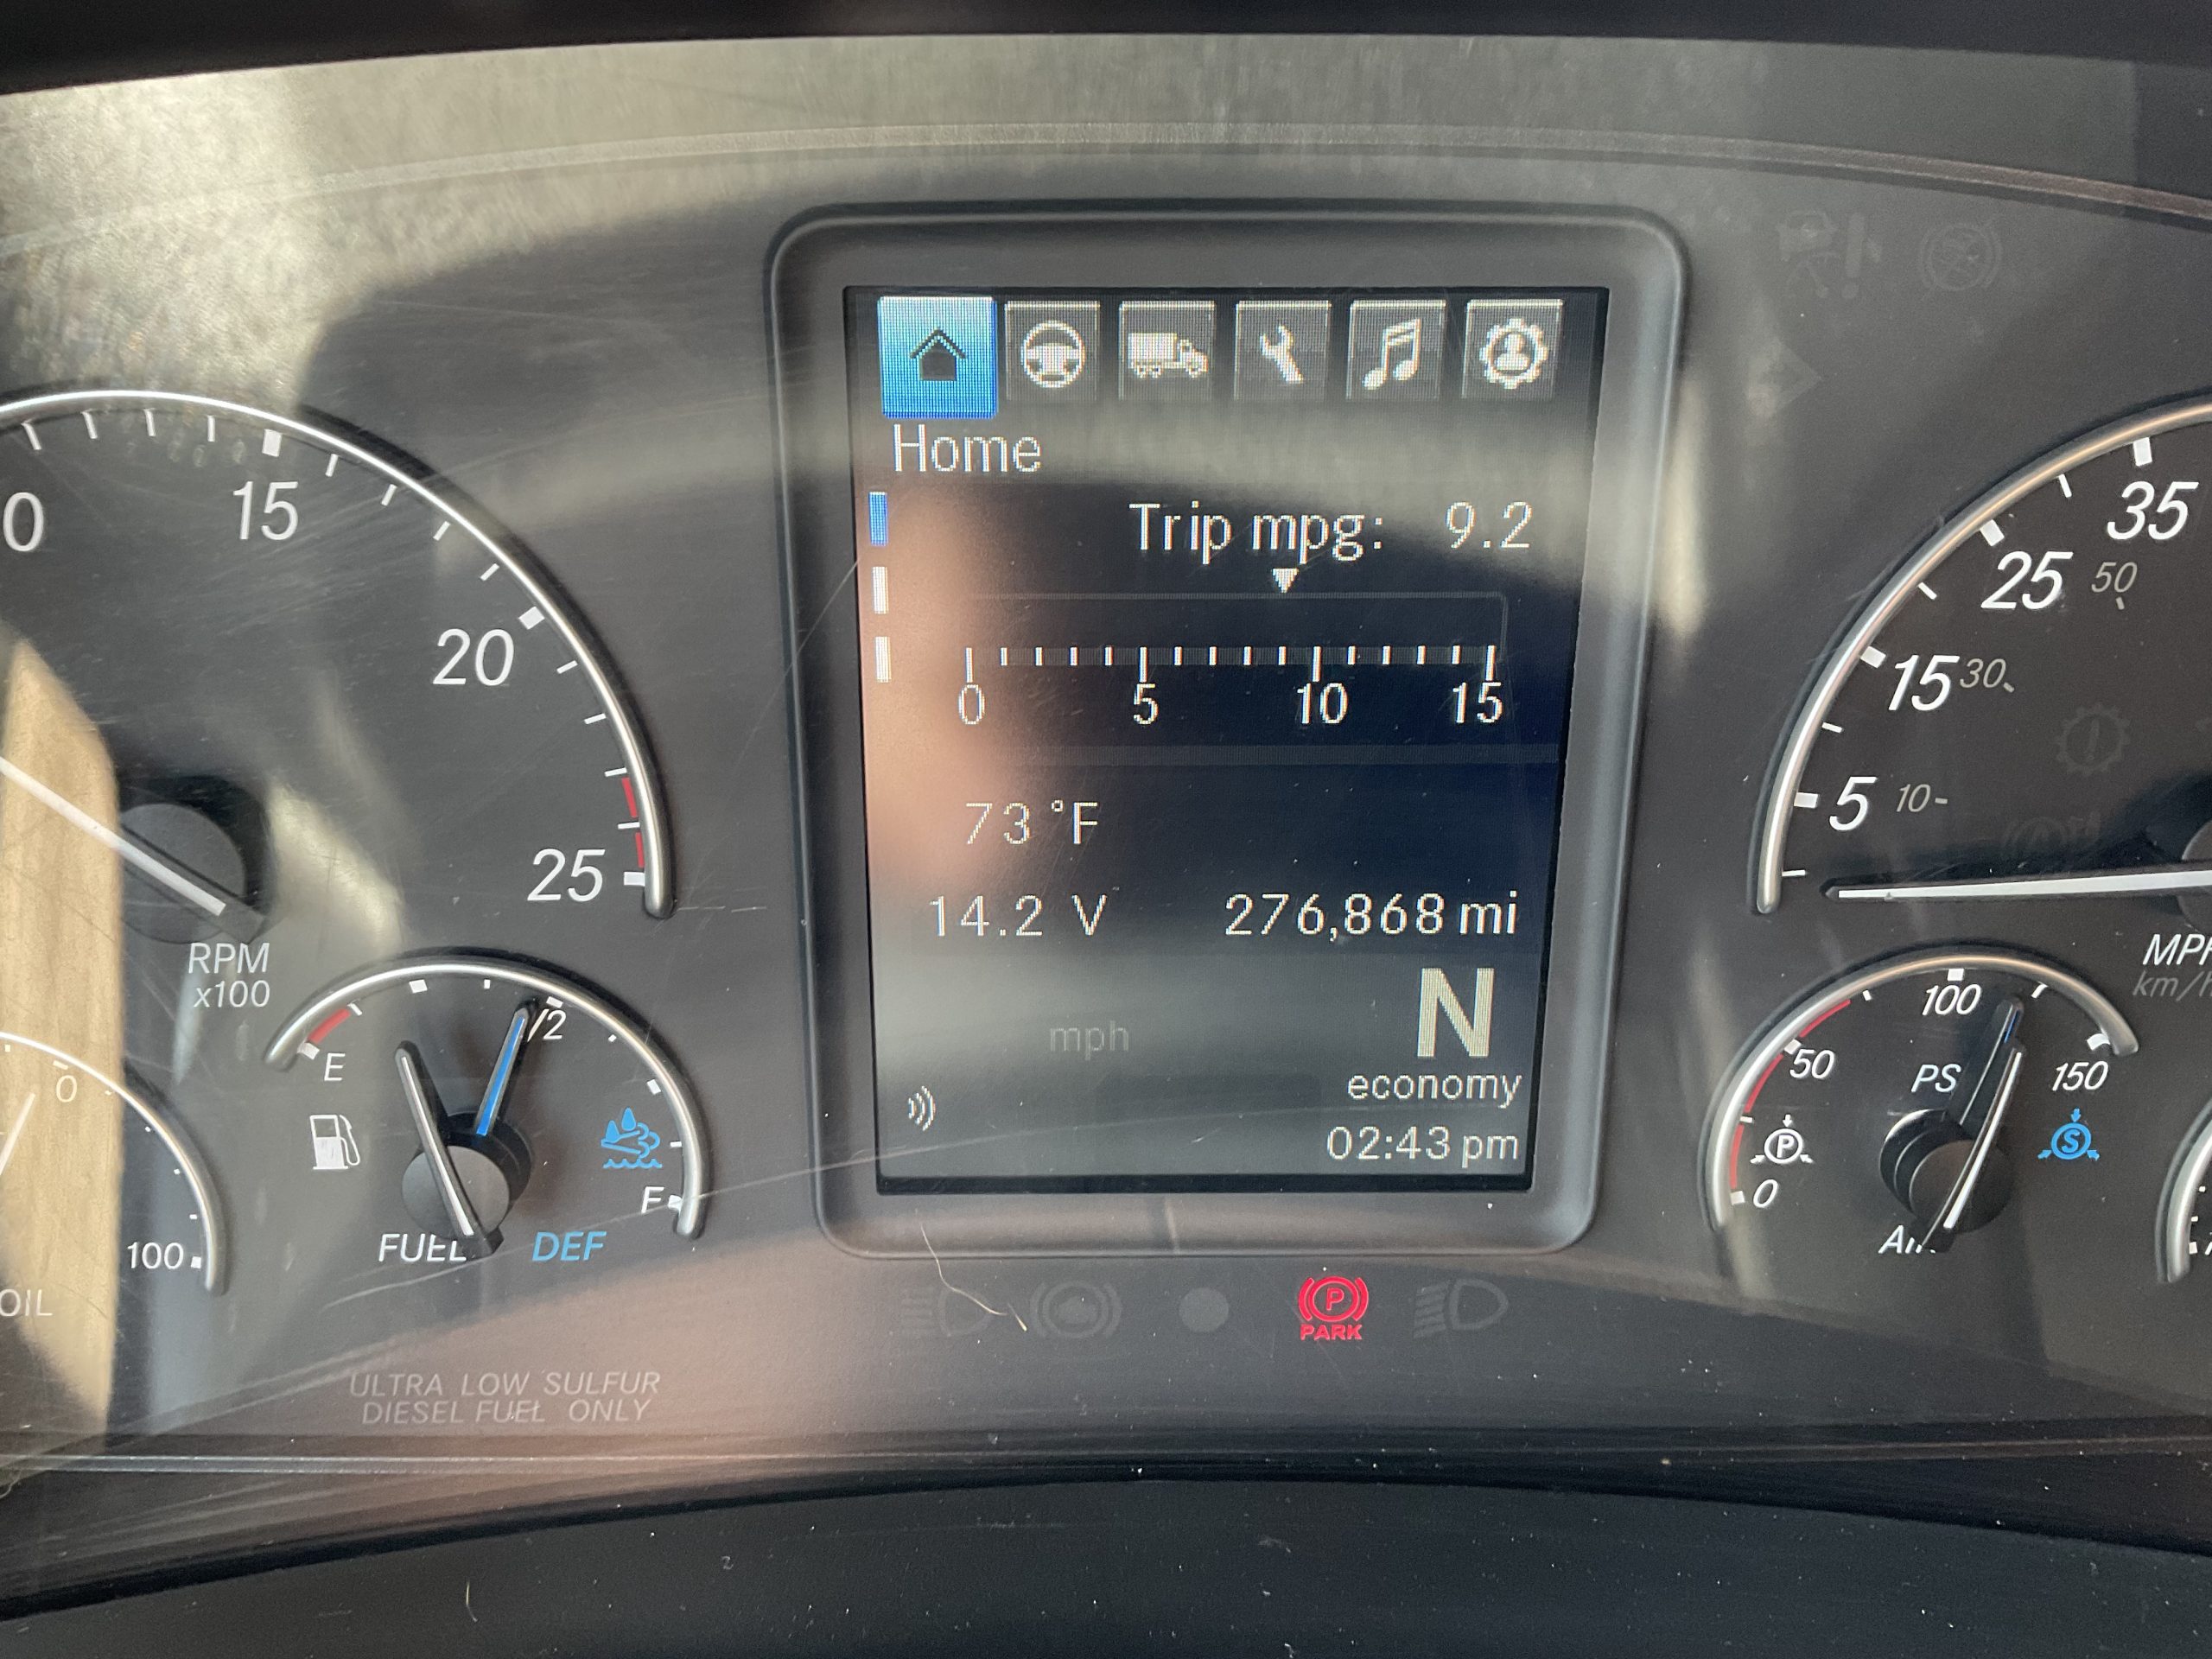 Home
Trip mpg: 9.2
0 5 10 15
73 °F
14.2 V 276,868 mi
N
mph
economy
02:43 pm
0
15
20
25
RPM
x100
E
1/2
F
FUEL
DEF
0
100
OIL
ULTRA LOW SULFUR
DIESEL FUEL ONLY
P
PARK
35
25 50
15 30
5 10
MPH
km/h
100
50
PS
150
P
S
0